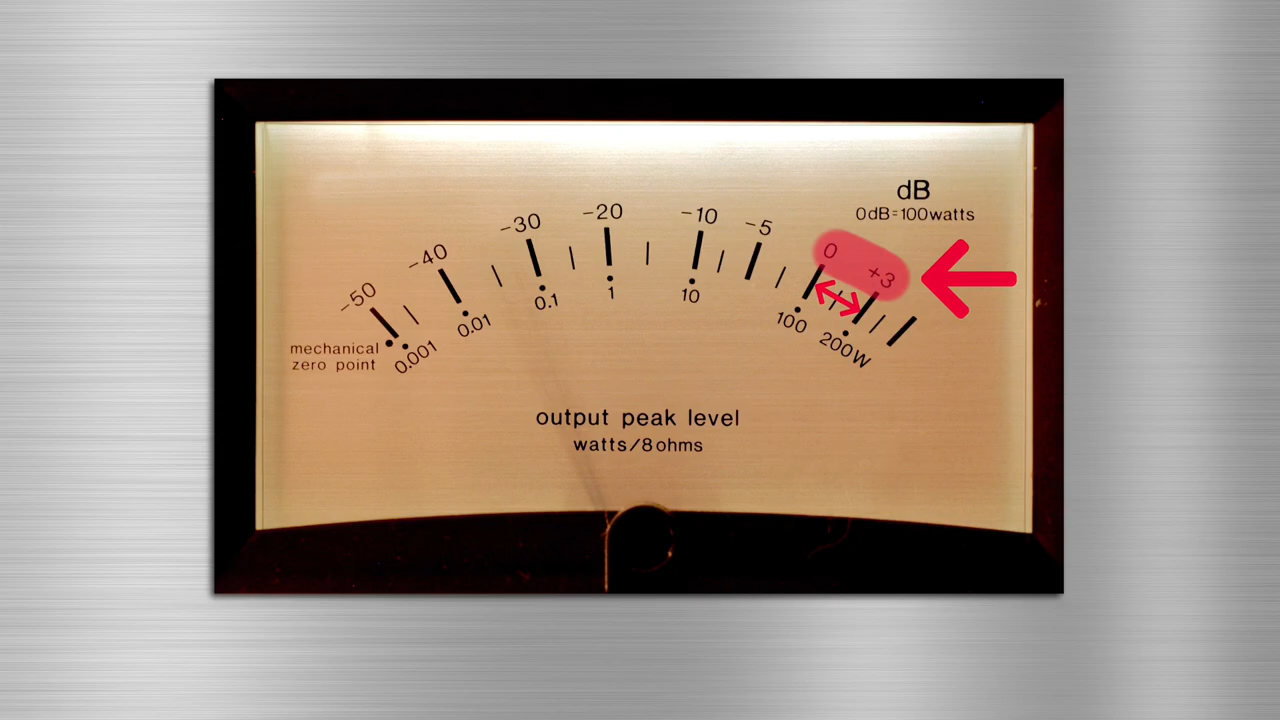 dB
0dB=100watts
-50 -40 -30 -20 -10 -5 0 +3
0.001 0.01 0.1 1 10 100 200W
mechanical
zero point
output peak level
watts/8ohms